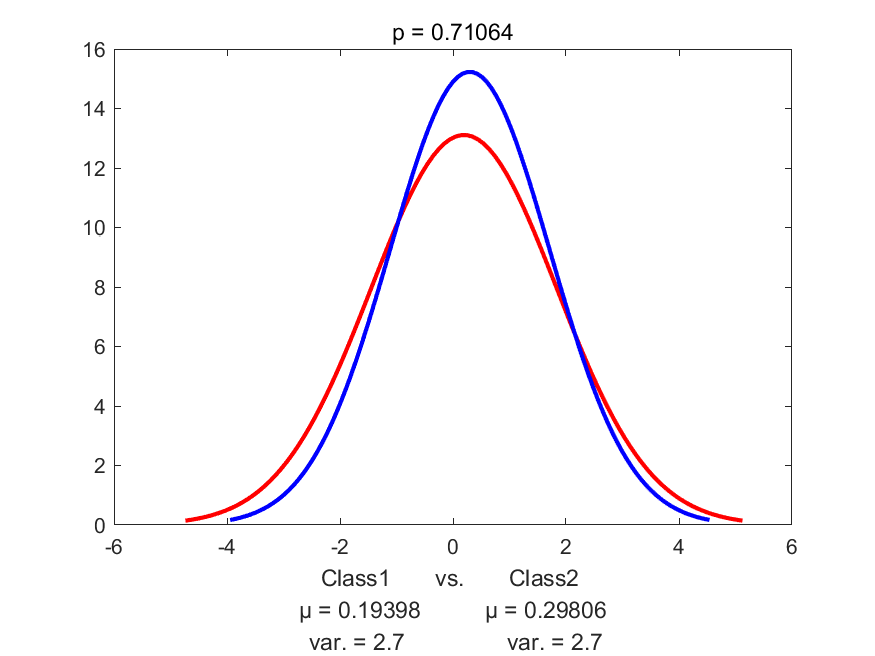 p = 0.71064
16
14
12
10
8
6
4
2
0
-6 -4 -2 0 2 4 6
Class1 vs. Class2
μ = 0.19398 μ = 0.29806
var. = 2.7 var. = 2.7